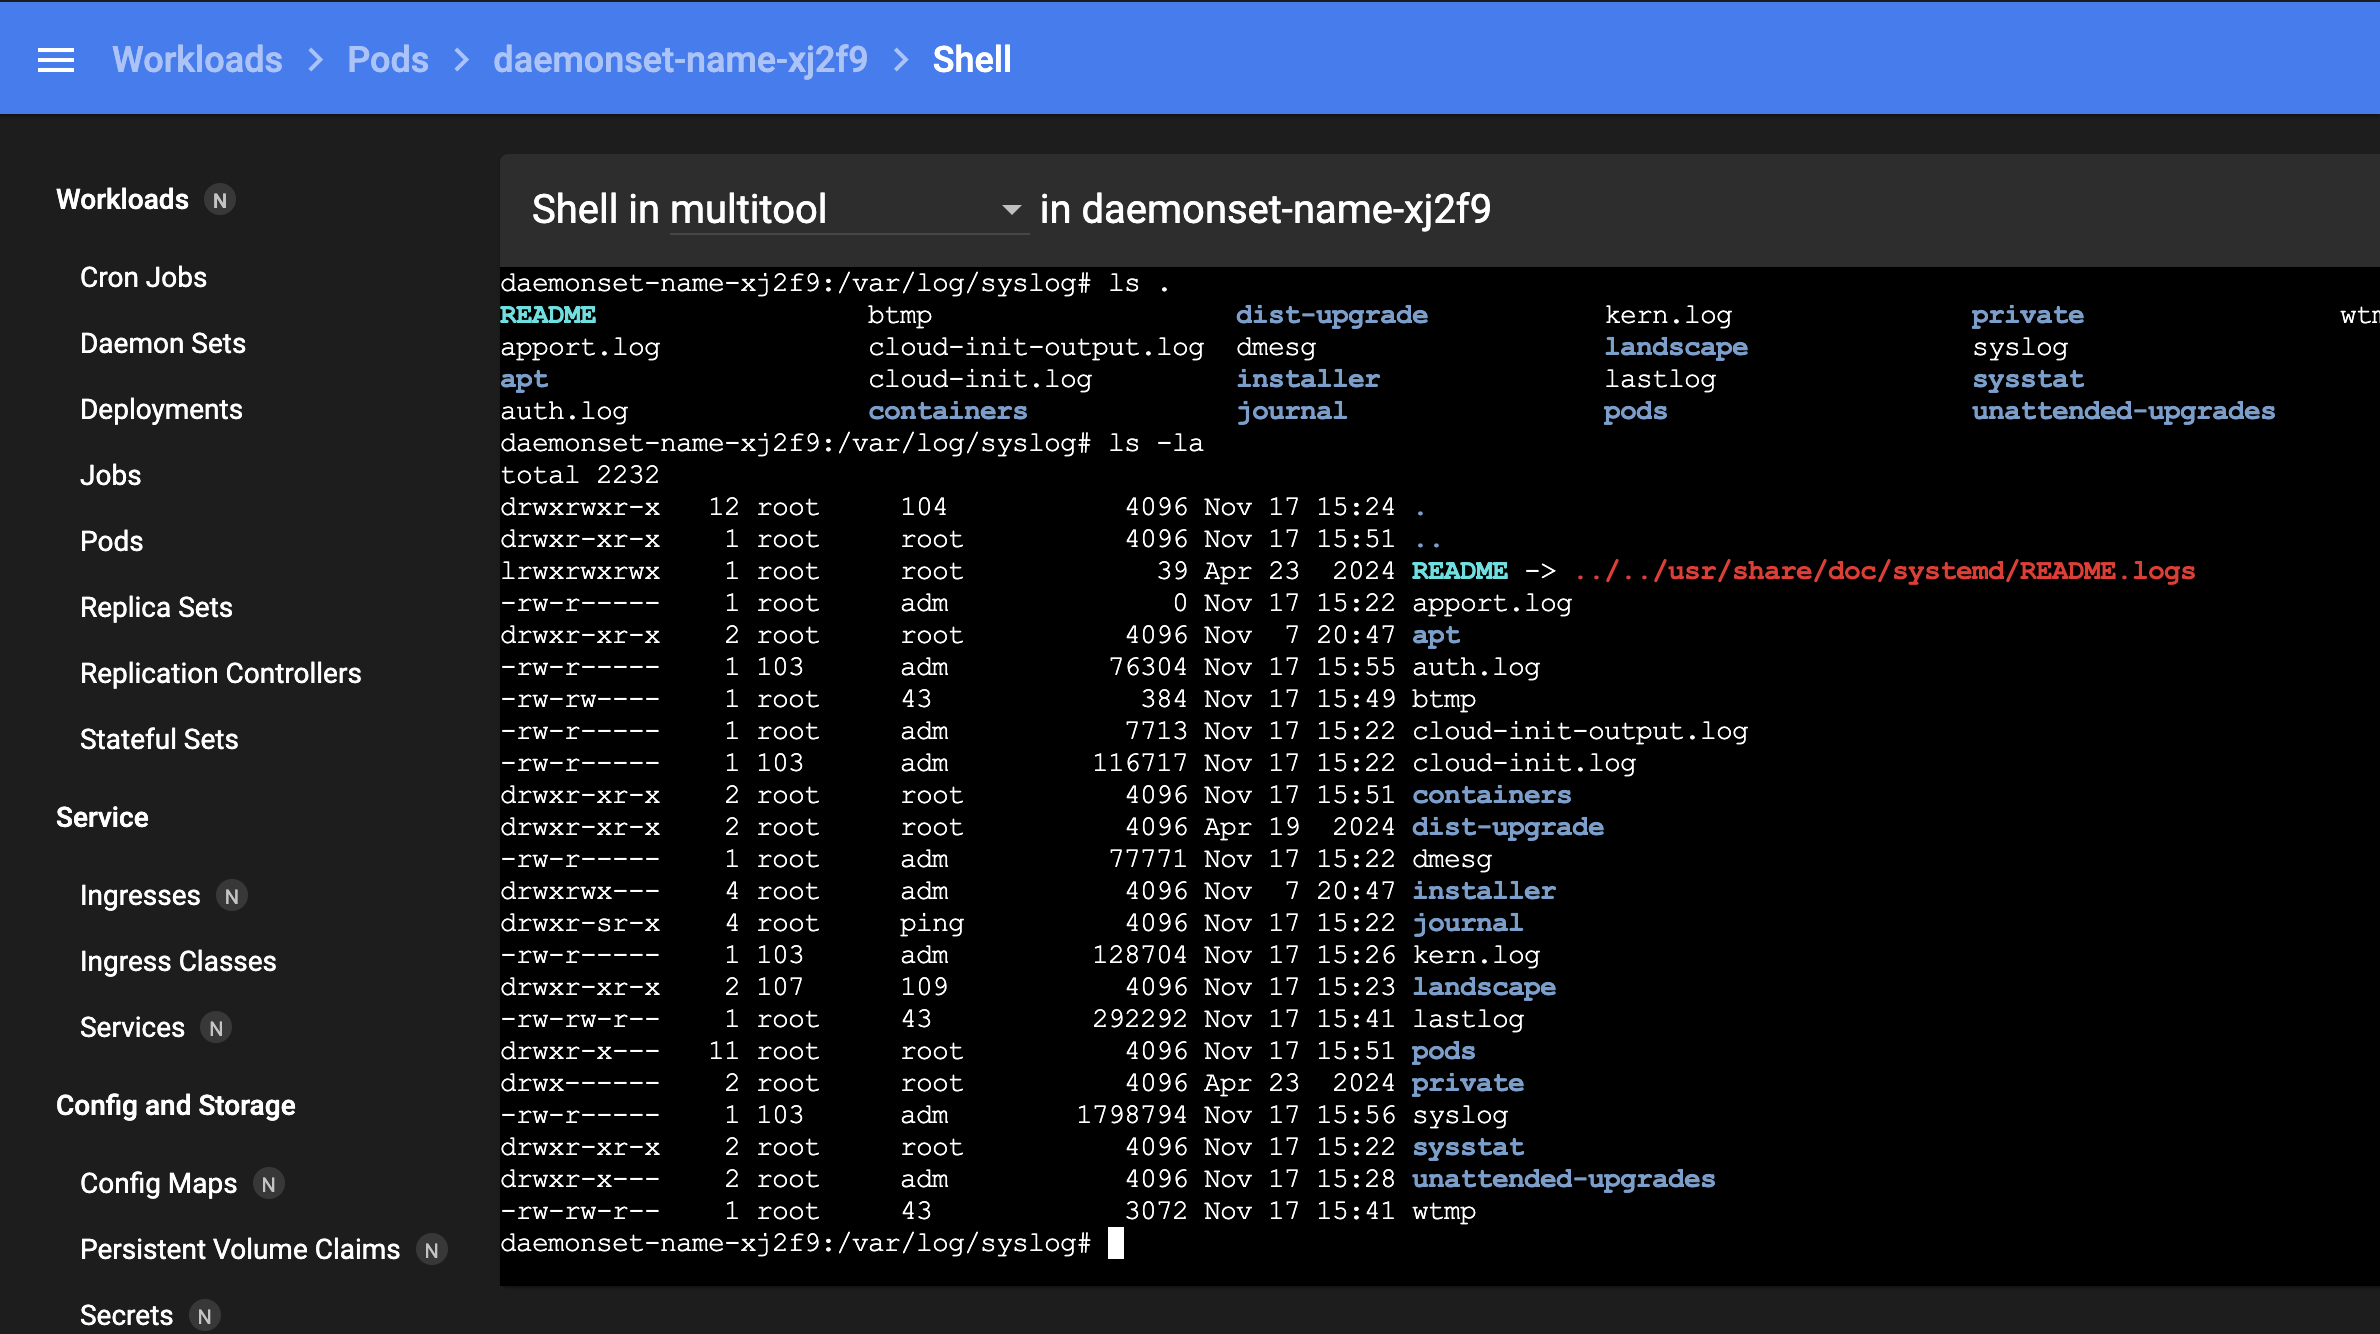 Workloads > Pods > daemonset-name-xj2f9 > Shell
Workloads N
Cron Jobs
Daemon Sets
Deployments
Jobs
Pods
Replica Sets
Replication Controllers
Stateful Sets
Service
Ingresses N
Ingress Classes
Services N
Config and Storage
Config Maps N
Persistent Volume Claims N
Secrets N
Shell in multitool in daemonset-name-xj2f9
daemonset-name-xj2f9:/var/log/syslog# ls .
README btmp dist-upgrade kern.log private wtm
apport.log cloud-init-output.log dmesg landscape syslog
apt cloud-init.log installer lastlog sysstat
auth.log containers journal pods unattended-upgrades
daemonset-name-xj2f9:/var/log/syslog# ls -la
total 2232
drwxrwxr-x 12 root 104 4096 Nov 17 15:24 .
drwxr-xr-x 1 root root 4096 Nov 17 15:51 ..
lrwxrwxrwx 1 root root 39 Apr 23 2024 README -> ../../usr/share/doc/systemd/README.logs
-rw-r----- 1 root adm 0 Nov 17 15:22 apport.log
drwxr-xr-x 2 root root 4096 Nov 7 20:47 apt
-rw-r----- 1 103 adm 76304 Nov 17 15:55 auth.log
-rw-rw---- 1 root 43 384 Nov 17 15:49 btmp
-rw-r----- 1 root adm 7713 Nov 17 15:22 cloud-init-output.log
-rw-r----- 1 103 adm 116717 Nov 17 15:22 cloud-init.log
drwxr-xr-x 2 root root 4096 Nov 17 15:51 containers
drwxr-xr-x 2 root root 4096 Apr 19 2024 dist-upgrade
-rw-r----- 1 root adm 77771 Nov 17 15:22 dmesg
drwxrwx--- 4 root adm 4096 Nov 7 20:47 installer
drwxr-sr-x 4 root ping 4096 Nov 17 15:22 journal
-rw-r----- 1 103 adm 128704 Nov 17 15:26 kern.log
drwxr-xr-x 2 107 109 4096 Nov 17 15:23 landscape
-rw-rw-r-- 1 root 43 292292 Nov 17 15:41 lastlog
drwxr-x--- 11 root root 4096 Nov 17 15:51 pods
drwx------ 2 root root 4096 Apr 23 2024 private
-rw-r----- 1 103 adm 1798794 Nov 17 15:56 syslog
drwxr-xr-x 2 root root 4096 Nov 17 15:22 sysstat
drwxr-x--- 2 root adm 4096 Nov 17 15:28 unattended-upgrades
-rw-rw-r-- 1 root 43 3072 Nov 17 15:41 wtmp
daemonset-name-xj2f9:/var/log/syslog#